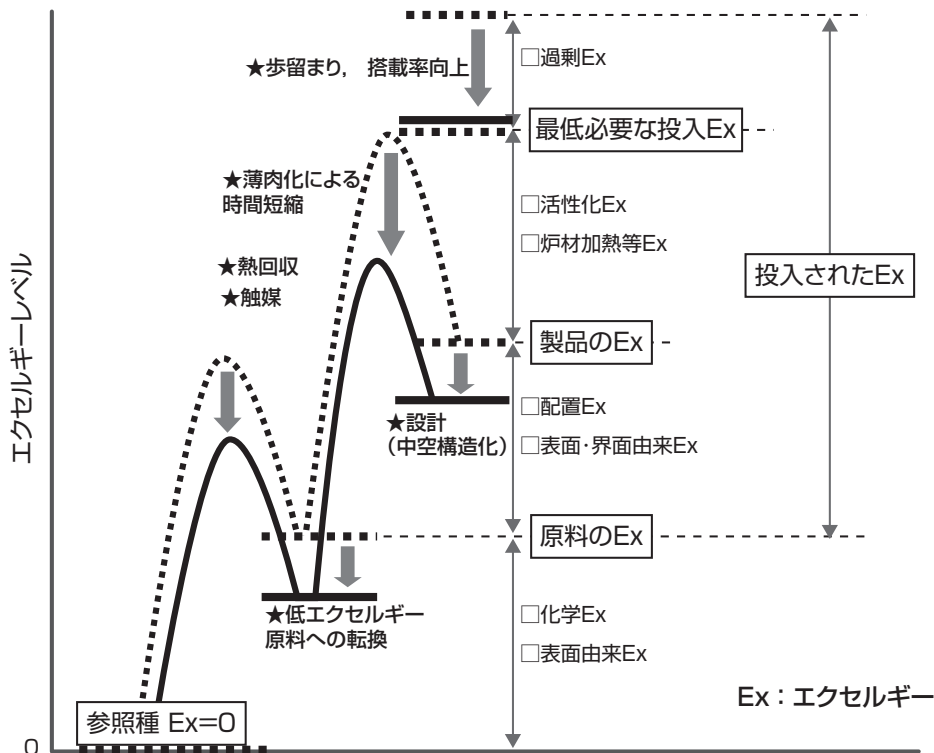 ★歩留まり， 搭載率向上
□過剰Ex
最低必要な投入Ex
★薄肉化による
時間短縮
□活性化Ex
□炉材加熱等Ex
★熱回収
★触媒
投入されたEx
製品のEx
エクセルギーレベル
★設計
（中空構造化）
□配置Ex
□表面・界面由来Ex
原料のEx
★低エクセルギー
原料への転換
□化学Ex
□表面由来Ex
Ex：エクセルギー
参照種 Ex=0
0